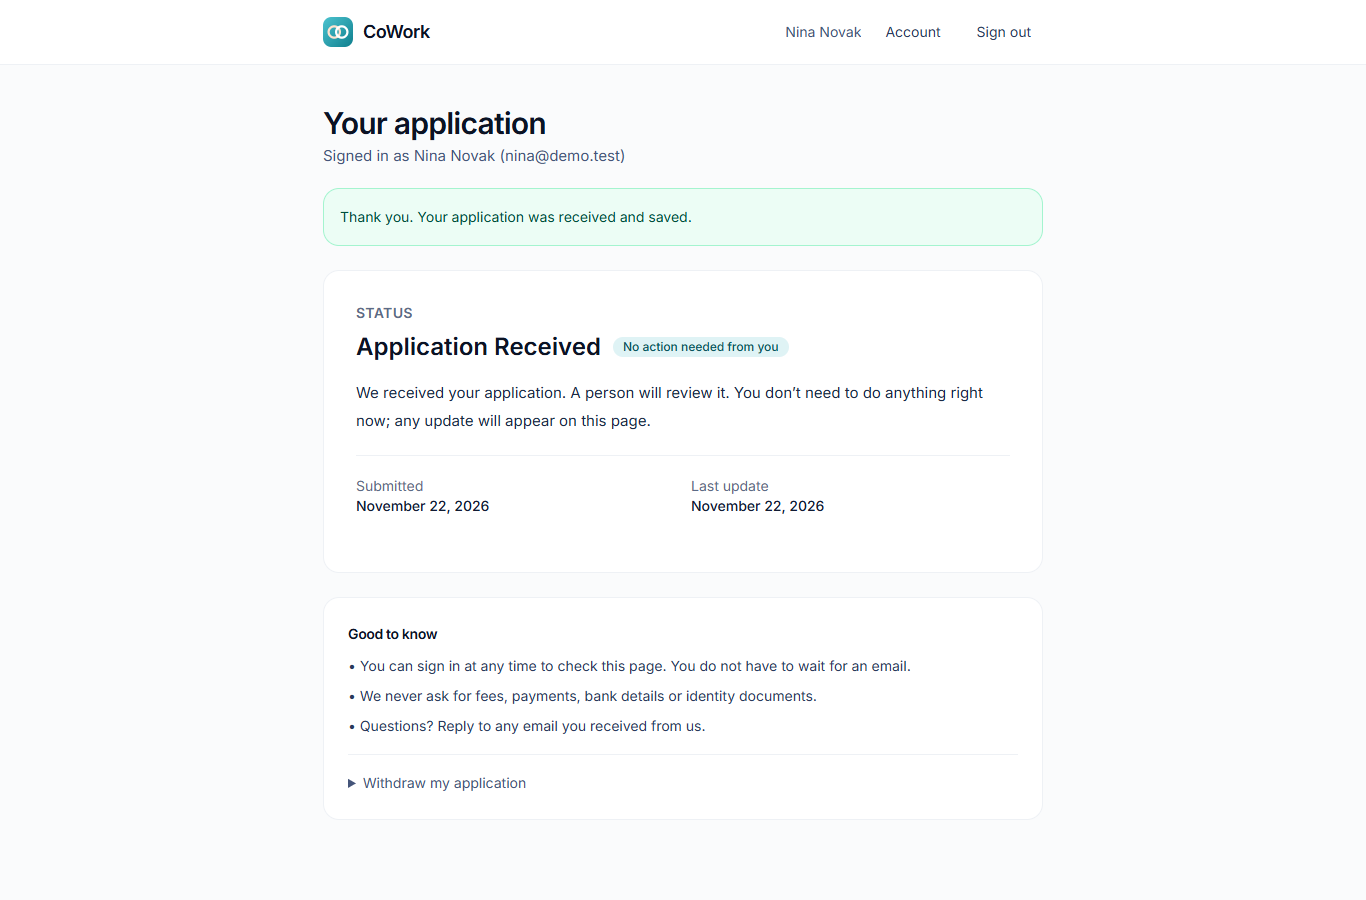 CoWork
Nina Novak
Account
Sign out
Your application
Signed in as Nina Novak (nina@demo.test)
Thank you. Your application was received and saved.
STATUS
Application Received
No action needed from you
We received your application. A person will review it. You don’t need to do anything right
now; any update will appear on this page.
Submitted
November 22, 2026
Last update
November 22, 2026
Good to know
• You can sign in at any time to check this page. You do not have to wait for an email.
• We never ask for fees, payments, bank details or identity documents.
• Questions? Reply to any email you received from us.
Withdraw my application